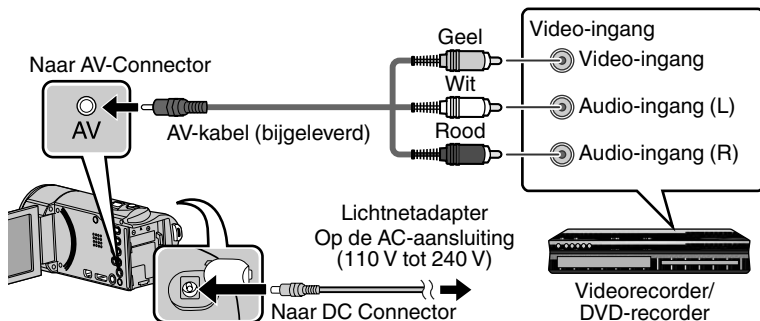 Naar AV-Connector
AV
AV-kabel (bijgeleverd)
Geel
Wit
Rood
Video-ingang
Video-ingang
Audio-ingang (L)
Audio-ingang (R)
Lichtnetadapter
Op de AC-aansluiting
(110 V tot 240 V)
Naar DC Connector
Videorecorder/
DVD-recorder